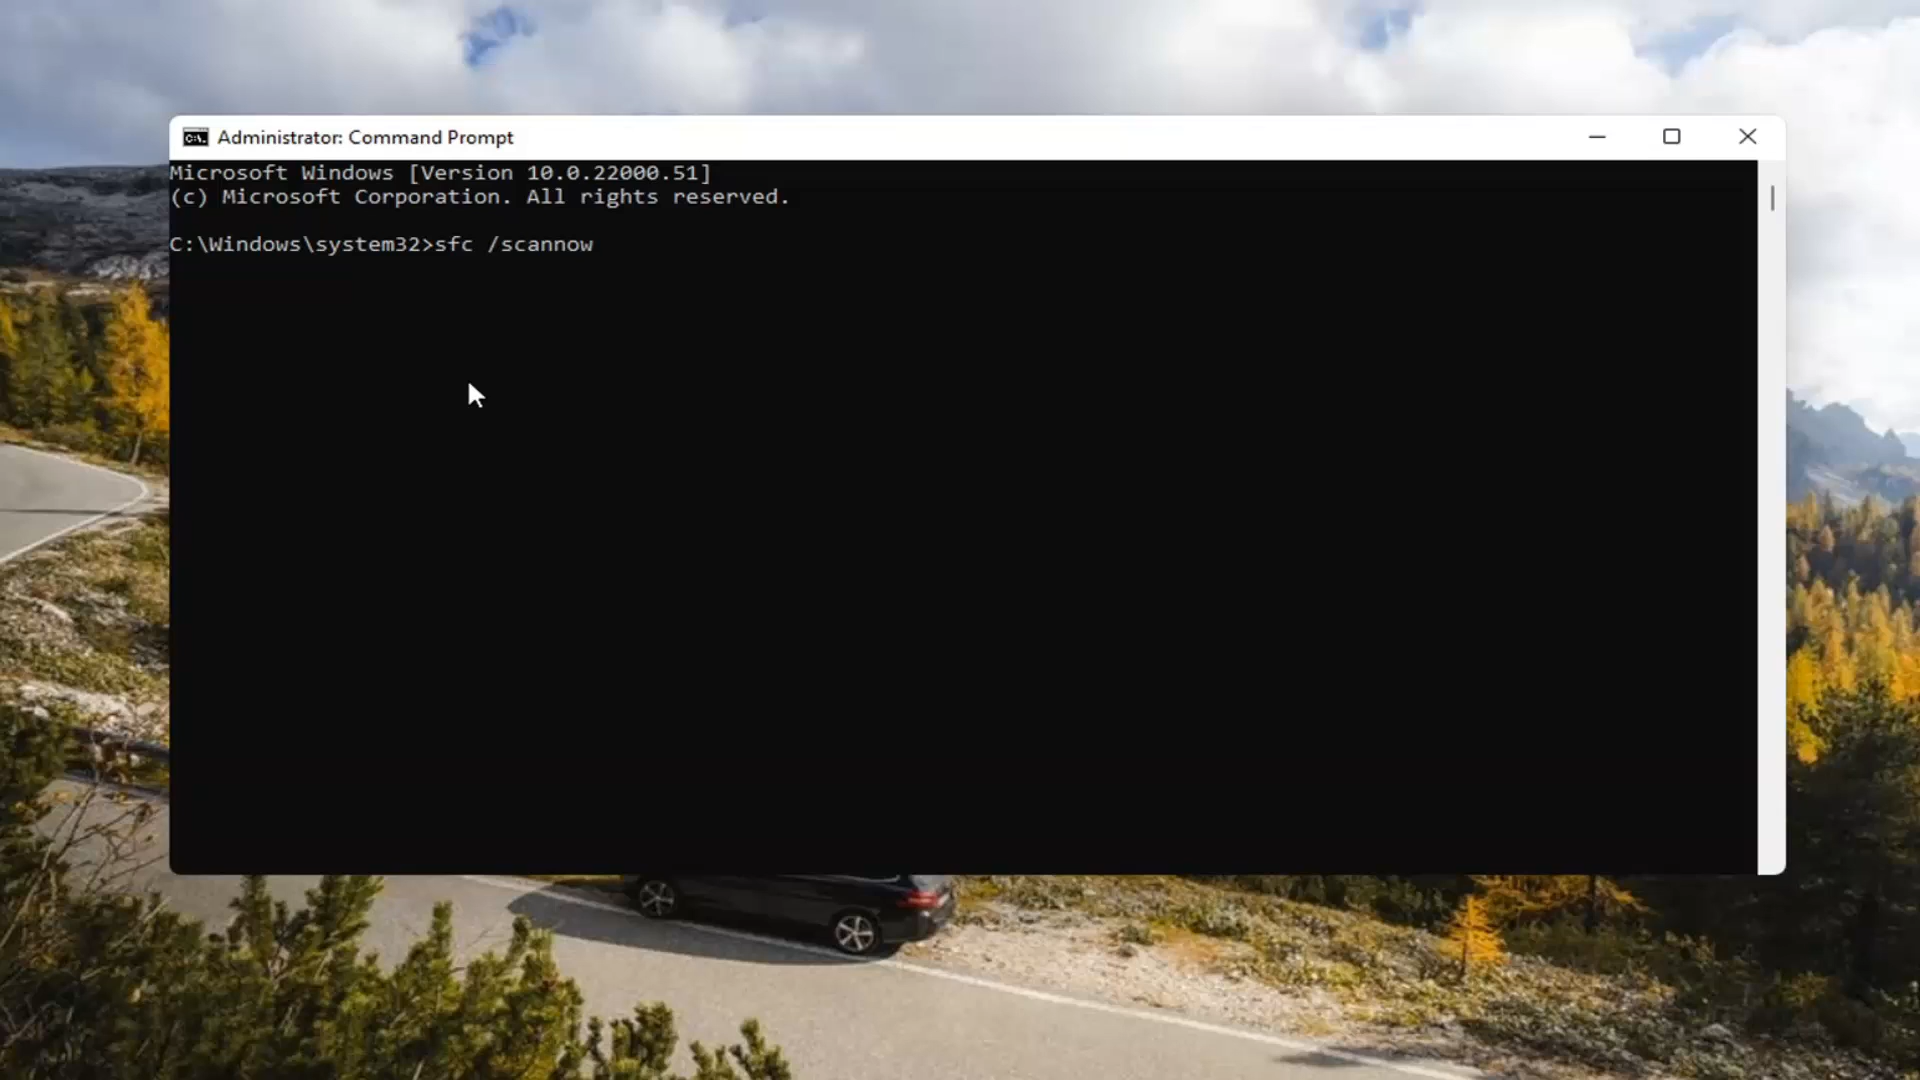 Administrator: Command Prompt
Microsoft Windows [Version 10.0.22000.51]
(c) Microsoft Corporation. All rights reserved.
C:\Windows\system32>sfc /scannow